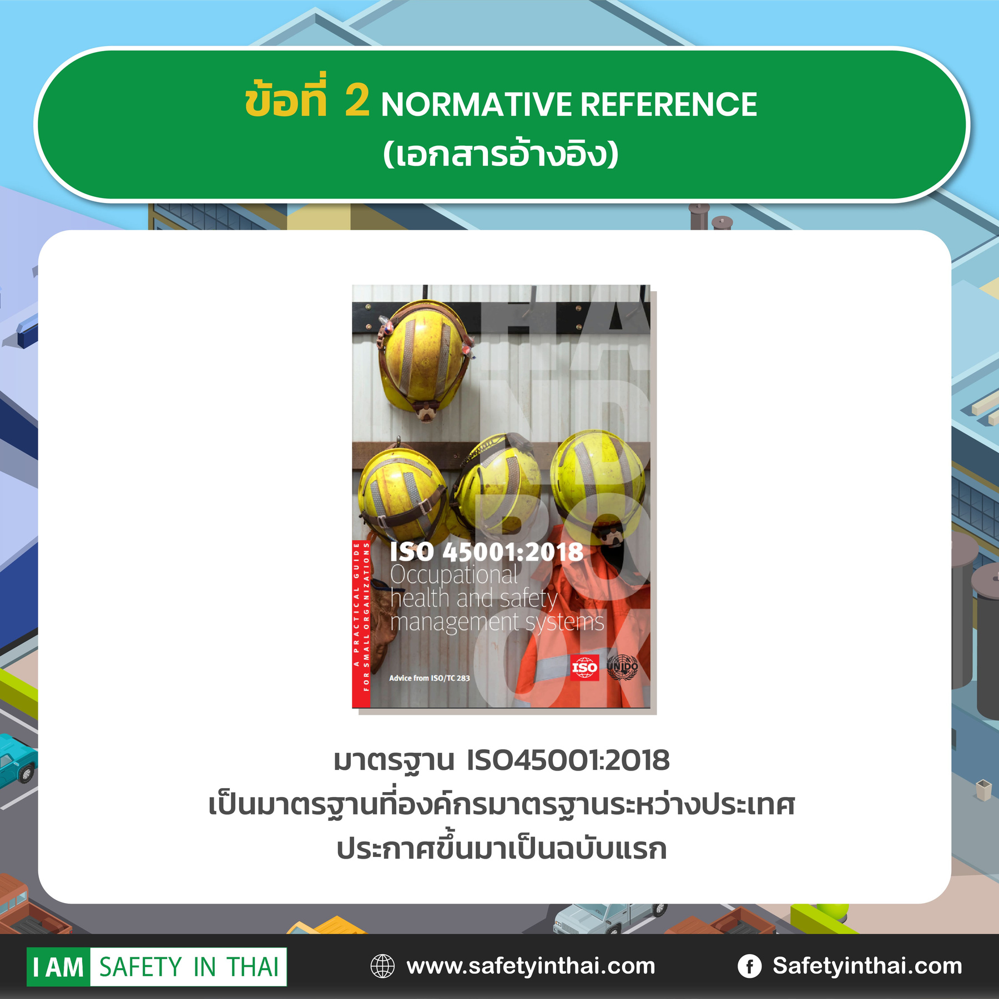 ข้อที่ 2 NORMATIVE REFERENCE
(เอกสารอ้างอิง)
HA
ND
BO
OK
A PRACTICAL GUIDE
FOR SMALL ORGANIZATIONS
ISO 45001:2018
Occupational
health and safety
management systems
Advice from ISO/TC 283
ISO
UNIDO
มาตรฐาน ISO45001:2018
เป็นมาตรฐานที่องค์กรมาตรฐานระหว่างประเทศ
ประกาศขึ้นมาเป็นฉบับแรก
I AM SAFETY IN THAI
www.safetyinthai.com
Safetyinthai.com